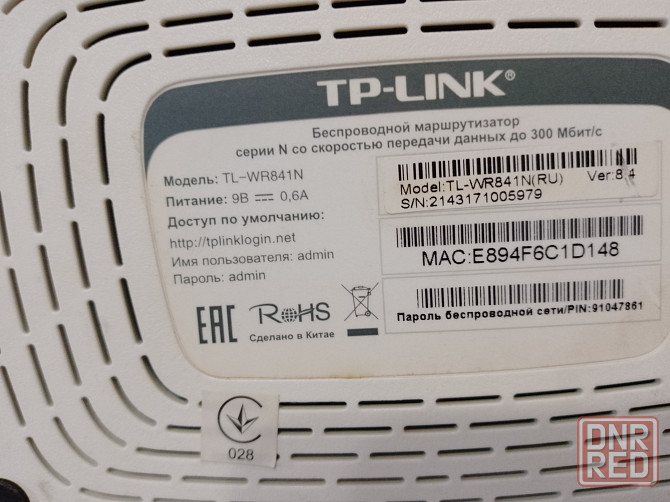 TP-LINK®
Беспроводной маршрутизатор
серии N со скоростью передачи данных до 300 Мбит/с
Модель: TL-WR841N
Питание: 9В 0,6А
Доступ по умолчанию:
http://tplinklogin.net
Имя пользователя: admin
Пароль: admin
Model:TL-WR841N(RU) Ver:8.4
S/N:2143171005979
MAC:E894F6C1D148
Пароль беспроводной сети/PIN:91047861
EAC RoHS
Сделано в Китае
028
DNR
RED